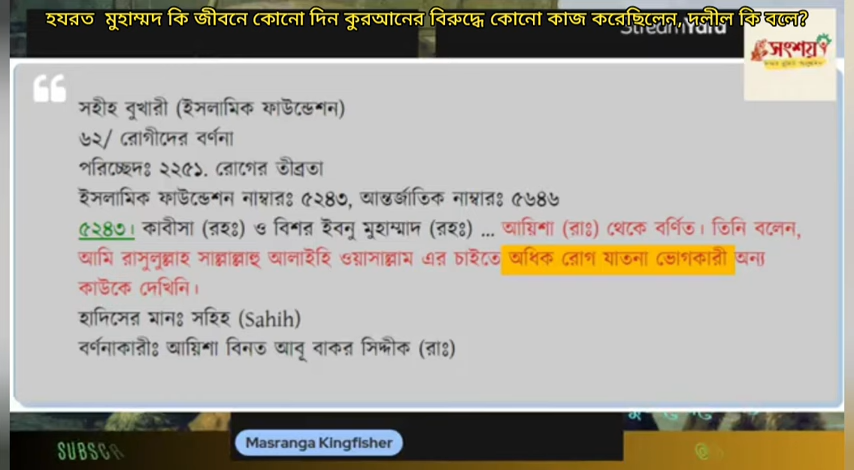 হযরত মুহাম্মদ কি জীবনে কোনো দিন কুরআনের বিরুদ্ধে কোনো কাজ করেছিলেন, দলীল কি বলে?
StreamYard
সংশয়
সহীহ বুখারী (ইসলামিক ফাউন্ডেশন)
৬২/ রোগীদের বর্ণনা
পরিচ্ছেদঃ ২২৫১. রোগের তীব্রতা
ইসলামিক ফাউন্ডেশন নাম্বারঃ ৫২৪৩, আন্তর্জাতিক নাম্বারঃ ৫৬৪৬
৫২৪৩। কাবীসা (রহঃ) ও বিশর ইবনু মুহাম্মাদ (রহঃ) ... আয়িশা (রাঃ) থেকে বর্ণিত। তিনি বলেন,
আমি রাসুলুল্লাহ সাল্লাল্লাহু আলাইহি ওয়াসাল্লাম এর চাইতে অধিক রোগ যাতনা ভোগকারী অন্য
কাউকে দেখিনি।
হাদিসের মানঃ সহিহ (Sahih)
বর্ণনাকারীঃ আয়িশা বিনত আবূ বাকর সিদ্দীক (রাঃ)
Masranga Kingfisher
SUBSCR